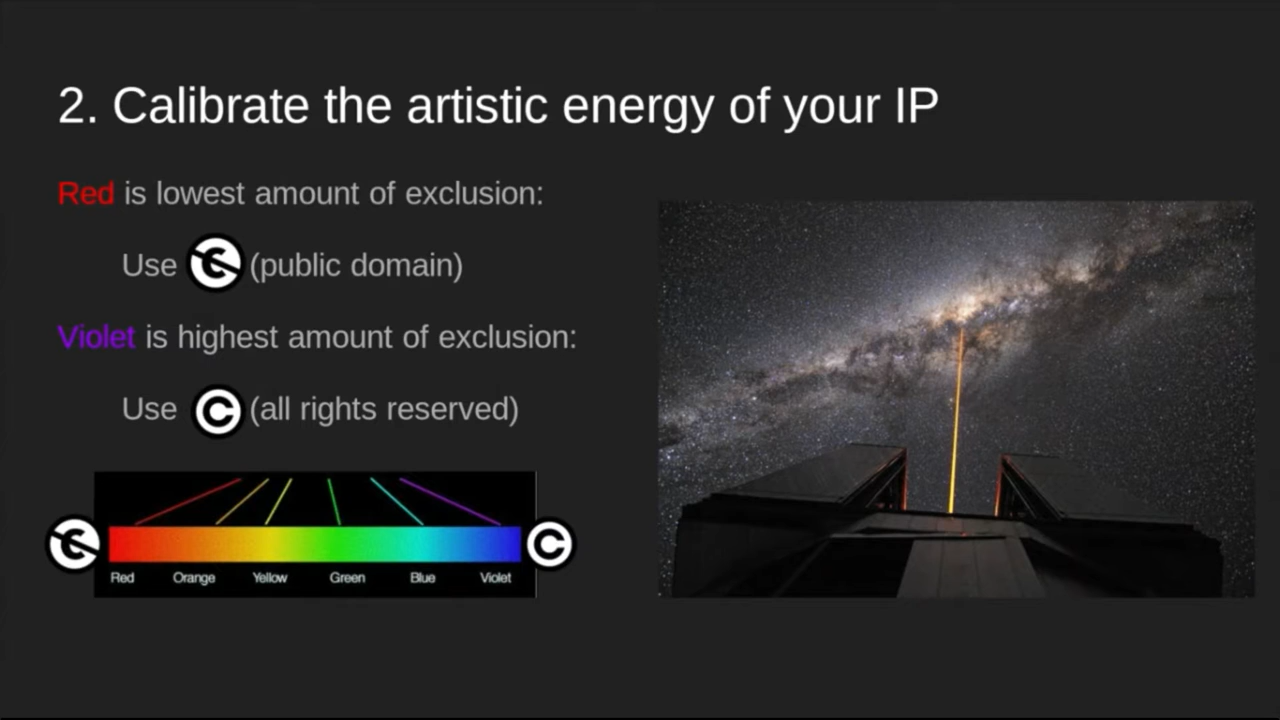 2. Calibrate the artistic energy of your IP
Red is lowest amount of exclusion:
Use (public domain)
Violet is highest amount of exclusion:
Use © (all rights reserved)
©
Red Orange Yellow Green Blue Violet